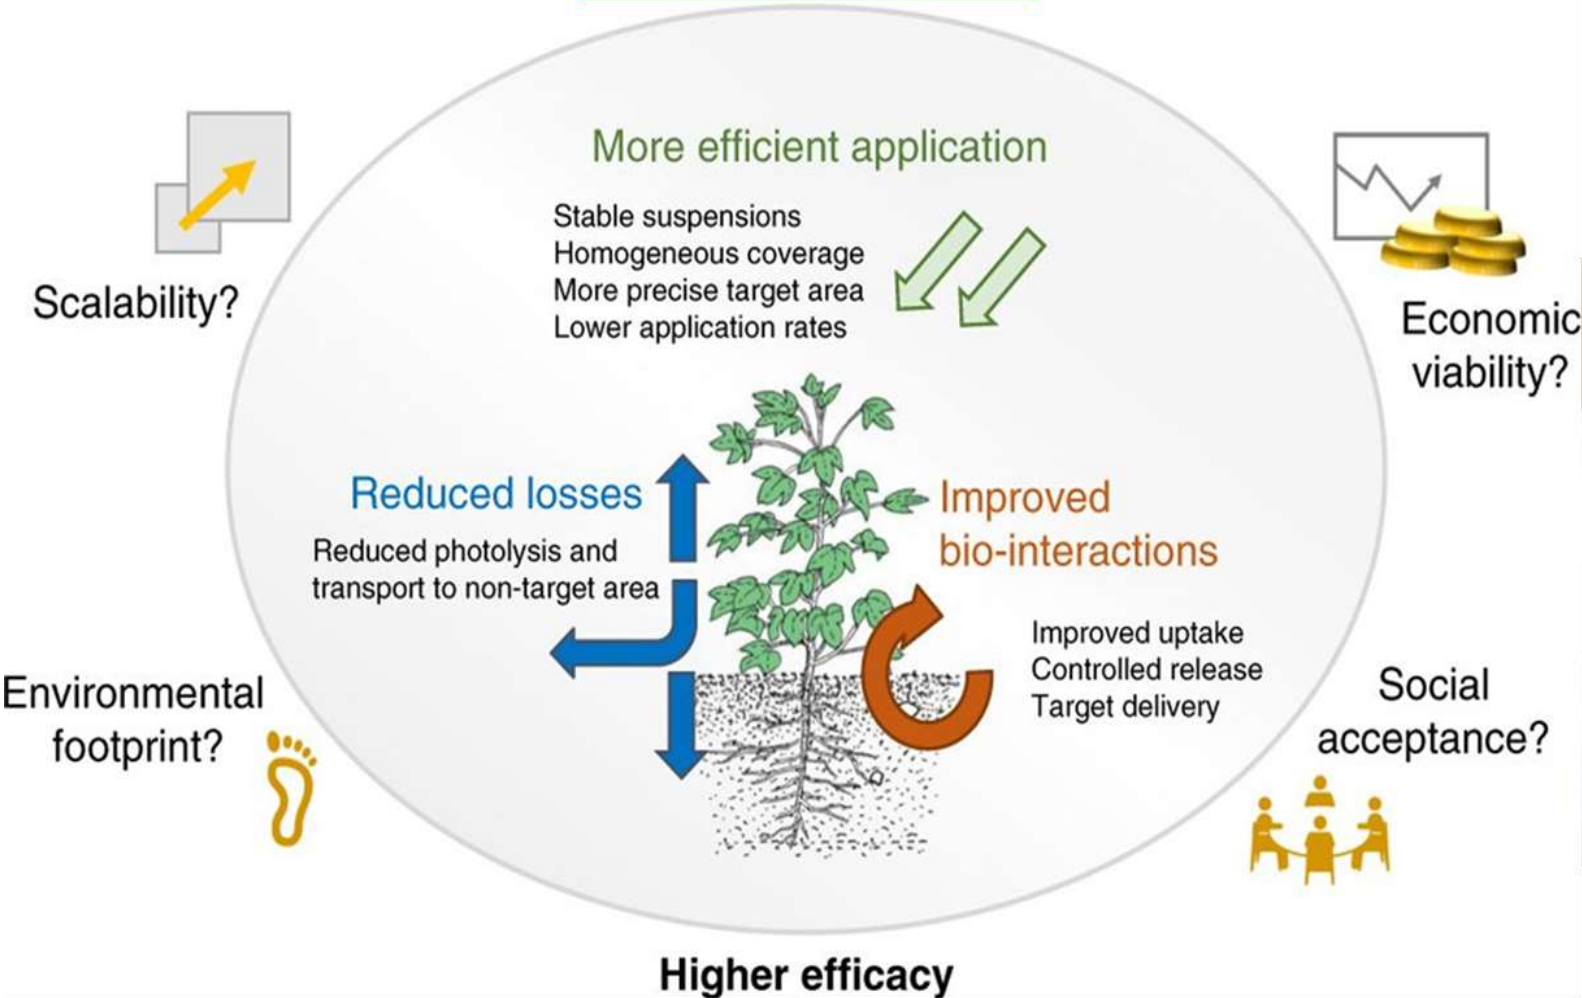 More efficient application
Stable suspensions
Homogeneous coverage
More precise target area
Lower application rates
Scalability?
Economic
viability?
Reduced losses
Reduced photolysis and
transport to non-target area
Improved
bio-interactions
Improved uptake
Controlled release
Target delivery
Environmental
footprint?
Social
acceptance?
Higher efficacy